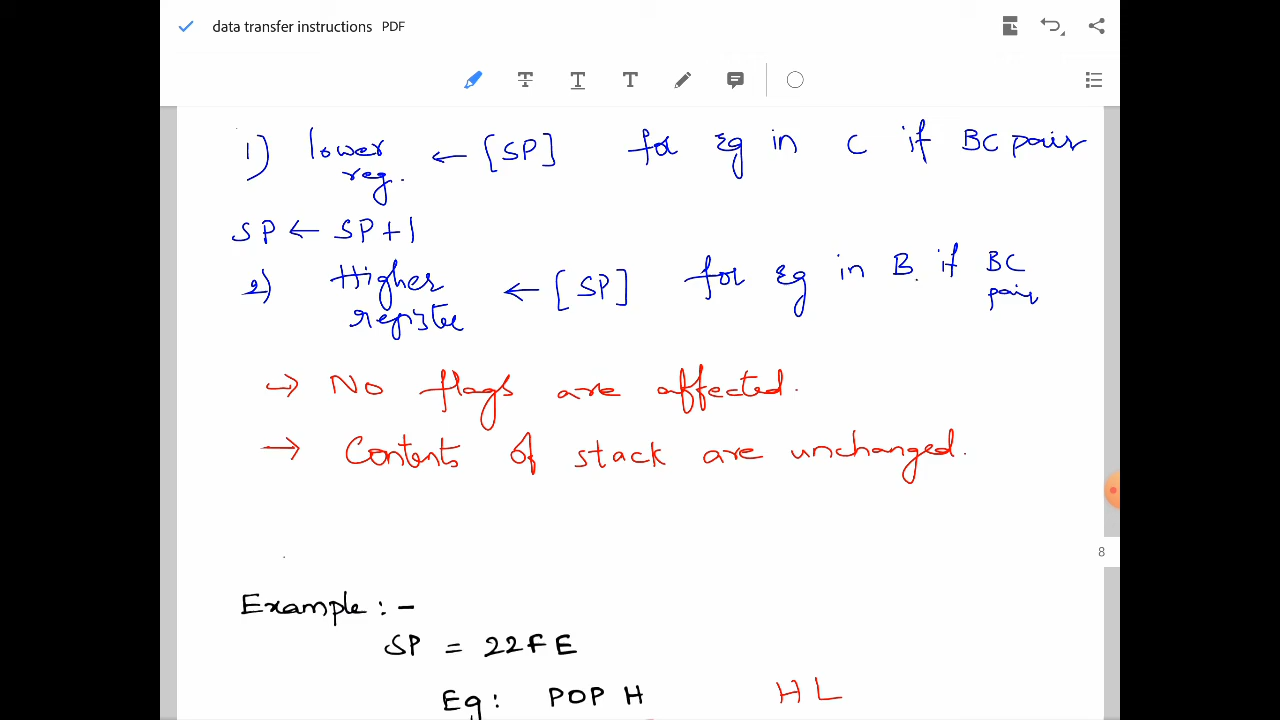 data transfer instructions PDF
1) lower reg. ← [SP] for Eg in C if BC pair
SP ← SP+1
2) Higher registe ← [SP] for Eg in B. if BC pair
→ No flags are affected.
→ Contents of stack are unchanged.
8
Example : -
SP = 22FE
Eg: POP H HL